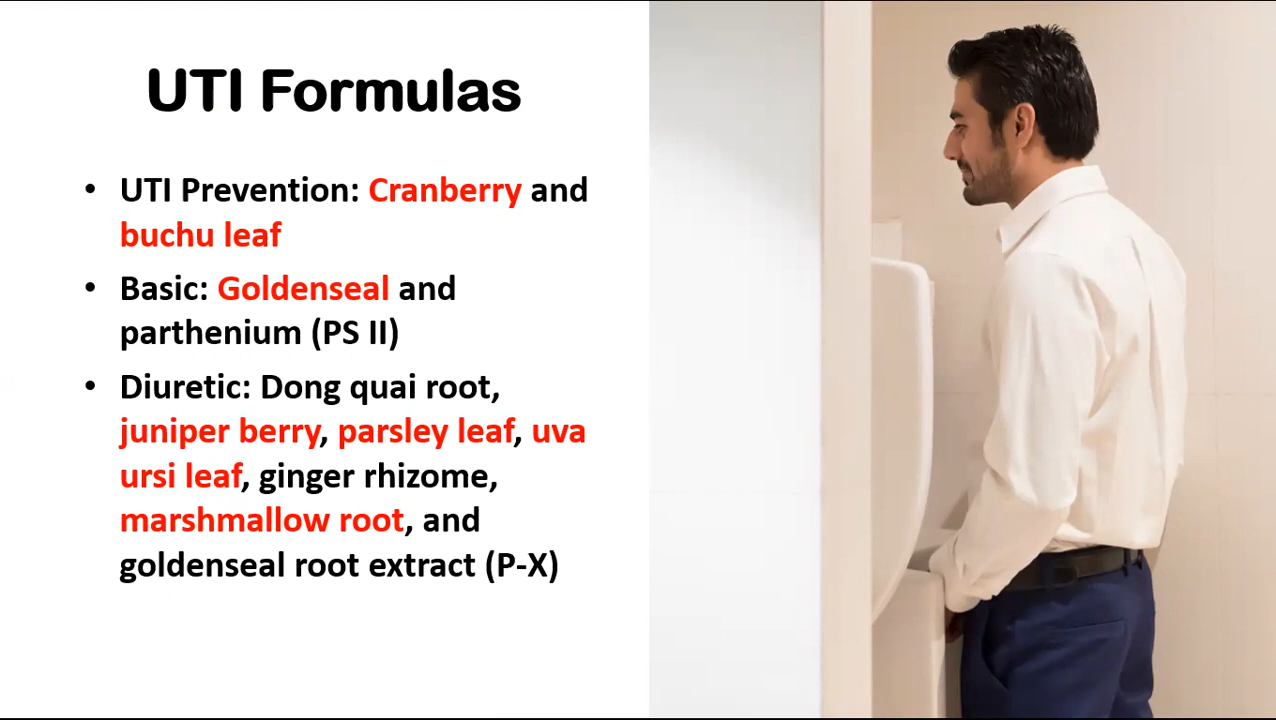 UTI Formulas
• UTI Prevention: Cranberry and
buchu leaf
• Basic: Goldenseal and
parthenium (PS II)
• Diuretic: Dong quai root,
juniper berry, parsley leaf, uva
ursi leaf, ginger rhizome,
marshmallow root, and
goldenseal root extract (P-X)